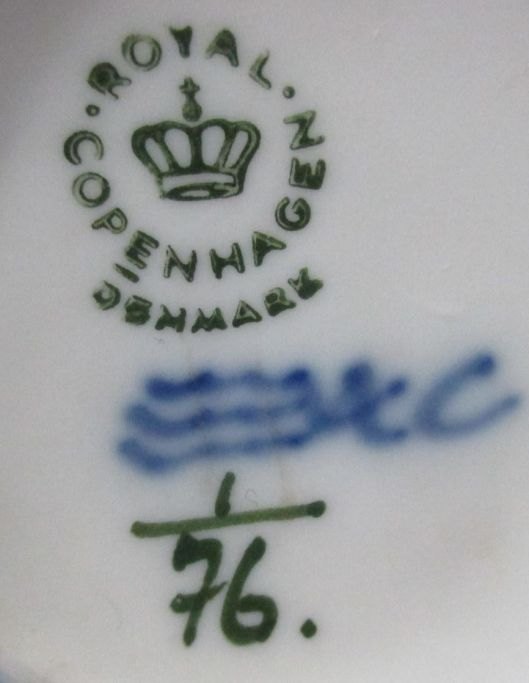 · ROYAL ·
COPENHAGEN
DENMARK
1
76.